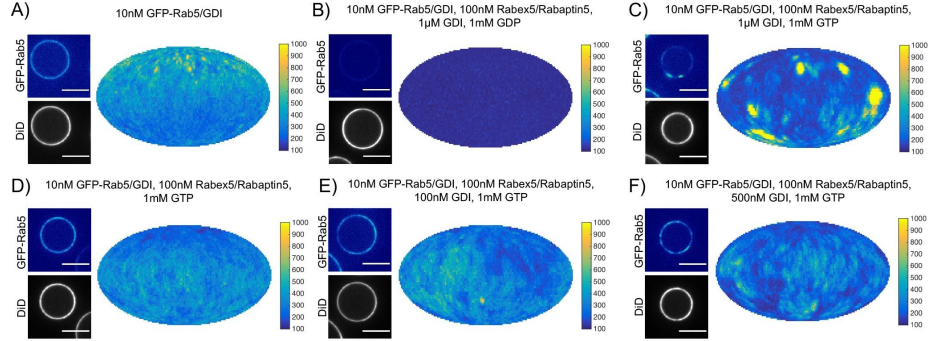 A)
10nM GFP-Rab5/GDI
GFP-Rab5
DiD
1000
900
800
700
600
500
400
300
200
100
B)
10nM GFP-Rab5/GDI, 100nM Rabex5/Rabaptin5,
1µM GDI, 1mM GDP
GFP-Rab5
DiD
1000
900
800
700
600
500
400
300
200
100
C)
10nM GFP-Rab5/GDI, 100nM Rabex5/Rabaptin5,
1µM GDI, 1mM GTP
GFP-Rab5
DiD
1000
900
800
700
600
500
400
300
200
100
D)
10nM GFP-Rab5/GDI, 100nM Rabex5/Rabaptin5,
1mM GTP
GFP-Rab5
DiD
1000
900
800
700
600
500
400
300
200
100
E)
10nM GFP-Rab5/GDI, 100nM Rabex5/Rabaptin5,
100nM GDI, 1mM GTP
GFP-Rab5
DiD
1000
900
800
700
600
500
400
300
200
100
F)
10nM GFP-Rab5/GDI, 100nM Rabex5/Rabaptin5,
500nM GDI, 1mM GTP
GFP-Rab5
DiD
1000
900
800
700
600
500
400
300
200
100